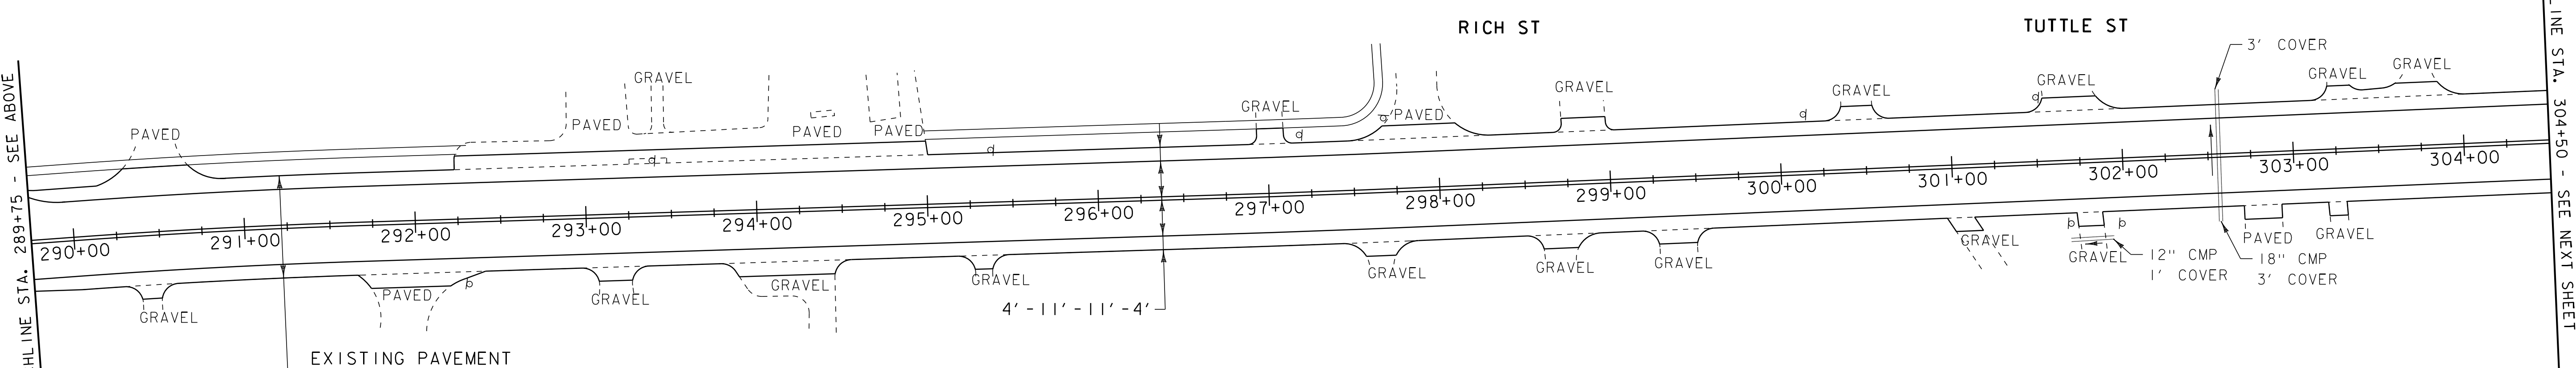 RICH ST
TUTTLE ST
3' COVER
HLINE STA. 289+75 - SEE ABOVE
LINE STA. 304+50 - SEE NEXT SHEET
PAVED
PAVED
GRAVEL
PAVED
PAVED
GRAVEL
PAVED
GRAVEL
GRAVEL
GRAVEL
GRAVEL
GRAVEL
290+00
291+00
292+00
293+00
294+00
295+00
296+00
297+00
298+00
299+00
300+00
301+00
302+00
303+00
304+00
GRAVEL
PAVED
GRAVEL
GRAVEL
GRAVEL
GRAVEL
GRAVEL
GRAVEL
GRAVEL
GRAVEL
PAVED
GRAVEL
12" CMP
1' COVER
18" CMP
3' COVER
4'-11'-11'-4'
EXISTING PAVEMENT